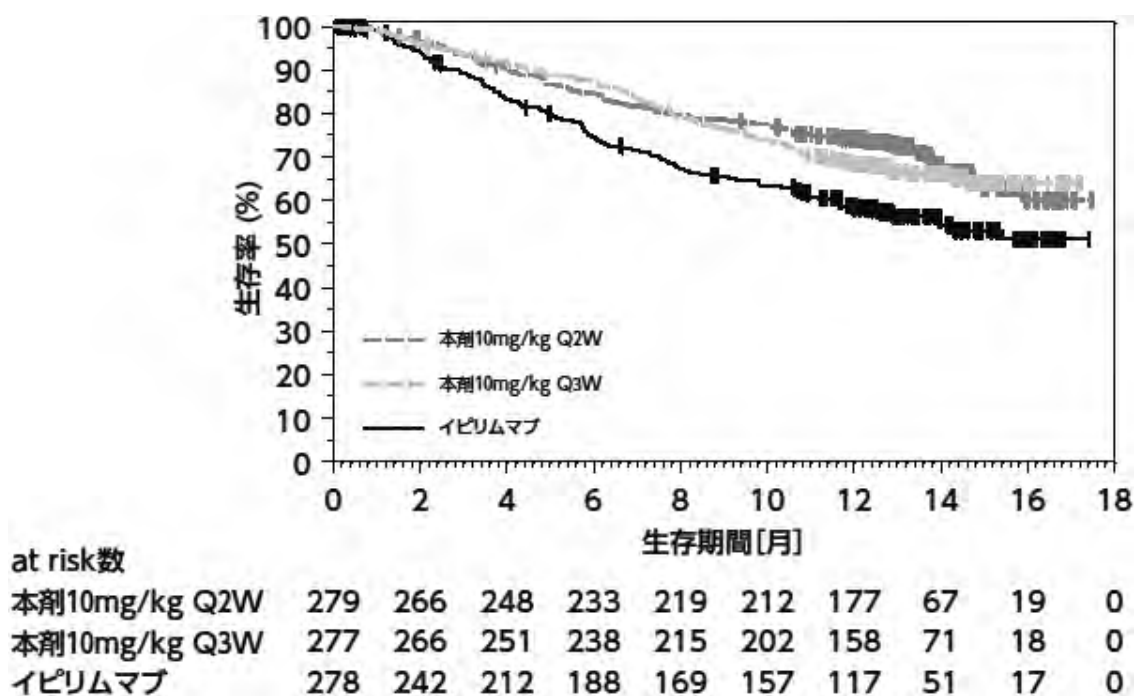 100
90
80
70
60
50
40
30
20
10
0
生存率 (%)
本剤10mg/kg Q2W
本剤10mg/kg Q3W
イピリムマブ
0 2 4 6 8 10 12 14 16 18
生存期間[月]
at risk数
本剤10mg/kg Q2W 279 266 248 233 219 212 177 67 19 0
本剤10mg/kg Q3W 277 266 251 238 215 202 158 71 18 0
イピリムマブ 278 242 212 188 169 157 117 51 17 0